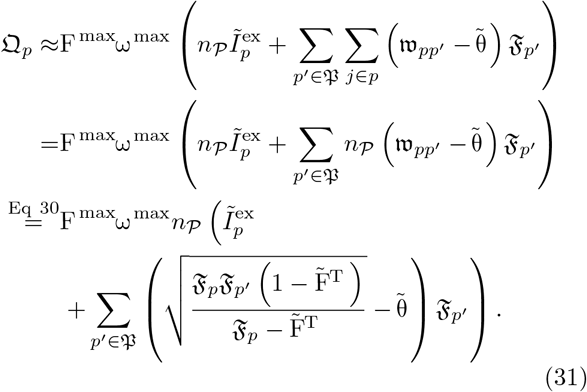 𝔔_p ≈ F^max ω^max ( n_𝒫 Ĩ_p^ex + ∑_{p′∈𝔓} ∑_{j∈p} ( 𝔴_{pp′} − θ̃ ) 𝔉_{p′} )
= F^max ω^max ( n_𝒫 Ĩ_p^ex + ∑_{p′∈𝔓} n_𝒫 ( 𝔴_{pp′} − θ̃ ) 𝔉_{p′} )
=^{Eq 30} F^max ω^max n_𝒫 ( Ĩ_p^ex
+ ∑_{p′∈𝔓} ( √( 𝔉_p 𝔉_{p′} ( 1 − F̃^T ) / ( 𝔉_p − F̃^T ) ) − θ̃ ) 𝔉_{p′} ) .
(31)